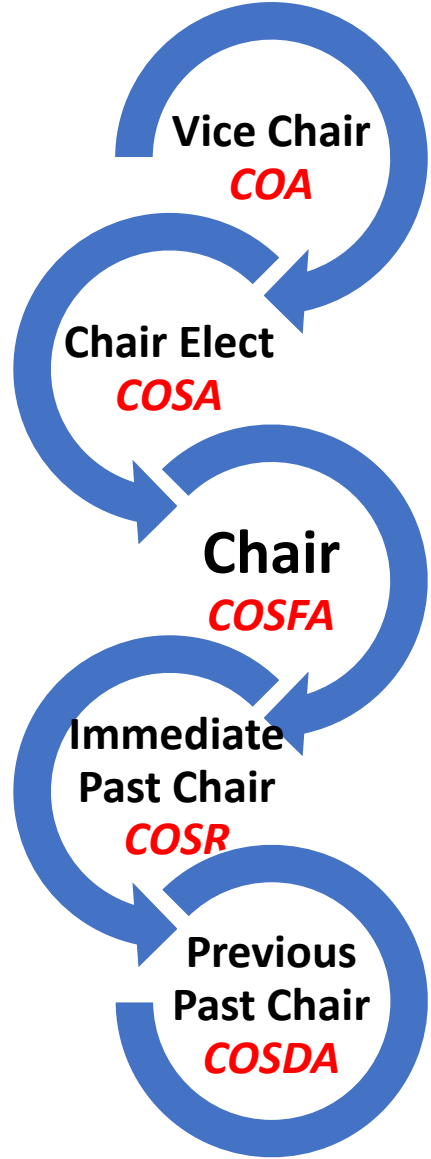 Vice Chair
COA
Chair Elect
COSA
Chair
COSFA
Immediate
Past Chair
COSR
Previous
Past Chair
COSDA